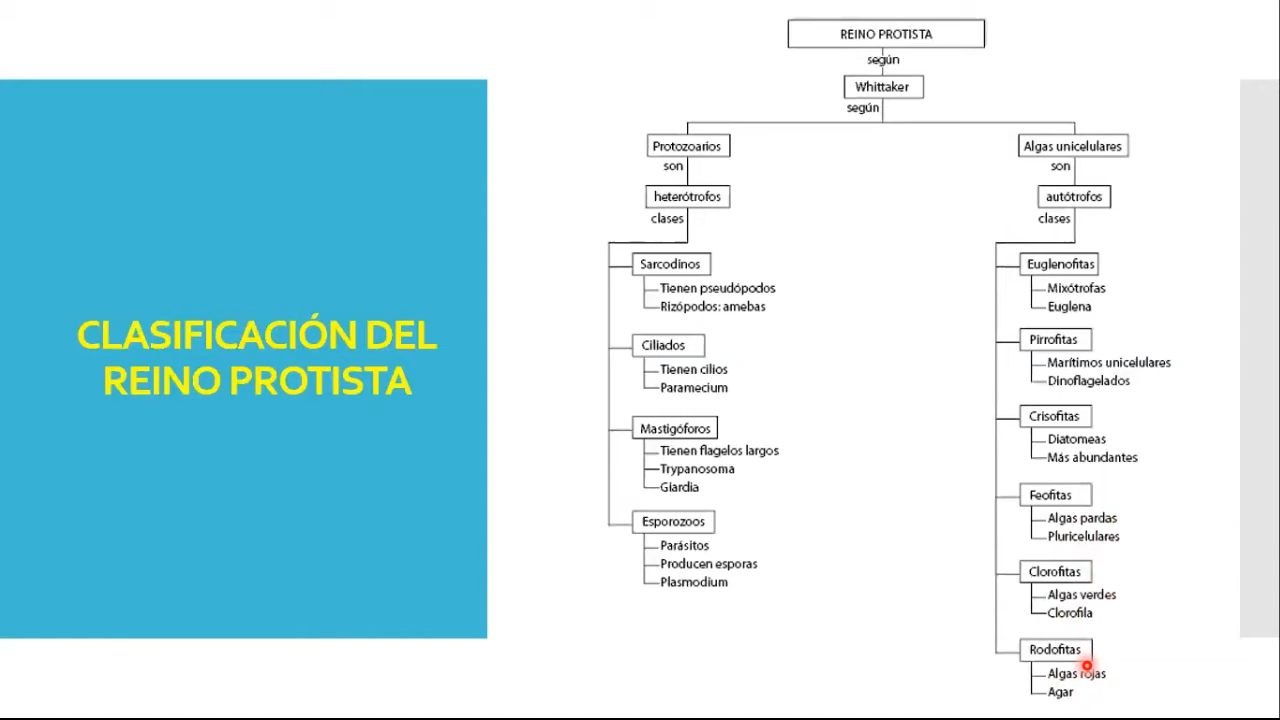 CLASIFICACIÓN DEL
REINO PROTISTA
REINO PROTISTA
según
Whittaker
según
Protozoarios
son
heterótrofos
clases
Sarcodinos
Tienen pseudópodos
Rizópodos: amebas
Ciliados
Tienen cilios
Paramecium
Mastigóforos
Tienen flagelos largos
Trypanosoma
Giardia
Esporozoos
Parásitos
Producen esporas
Plasmodium
Algas unicelulares
son
autótrofos
clases
Euglenofitas
Mixótrofas
Euglena
Pirrofitas
Marítimos unicelulares
Dinoflagelados
Crisofitas
Diatomeas
Más abundantes
Feofitas
Algas pardas
Pluricelulares
Clorofitas
Algas verdes
Clorofila
Rodofitas
Algas rojas
Agar